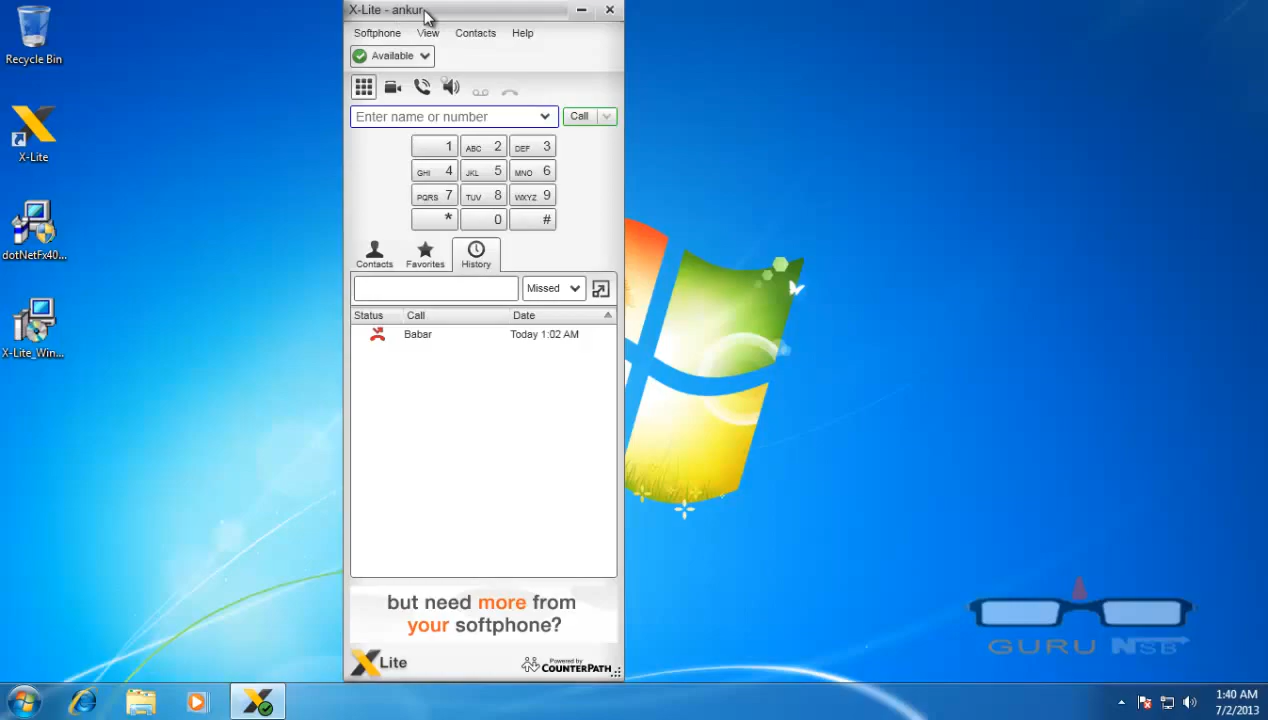 X-Lite - ankur
Softphone View Contacts Help
Available
Enter name or number
Call
1 ABC 2 DEF 3
GHI 4 JKL 5 MNO 6
PQRS 7 TUV 8 WXYZ 9
* 0 #
Contacts Favorites History
Missed
Status Call Date
Babar Today 1:02 AM
but need more from
your softphone?
X Lite
Powered by
COUNTERPATH
Recycle Bin
X-Lite
dotNetFx40...
X-Lite_Win...
GURU NSB
1:40 AM
7/2/2013